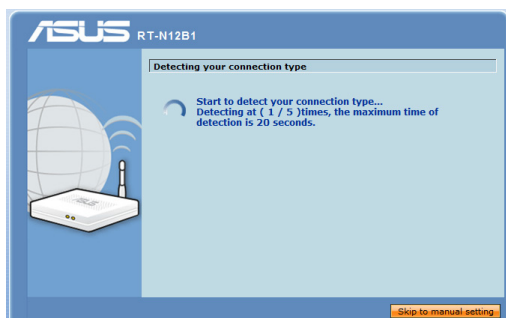 ASUS RT-N12B1
Detecting your connection type
Start to detect your connection type...
Detecting at ( 1 / 5 )times, the maximum time of
detection is 20 seconds.
ASUS
Skip to manual setting